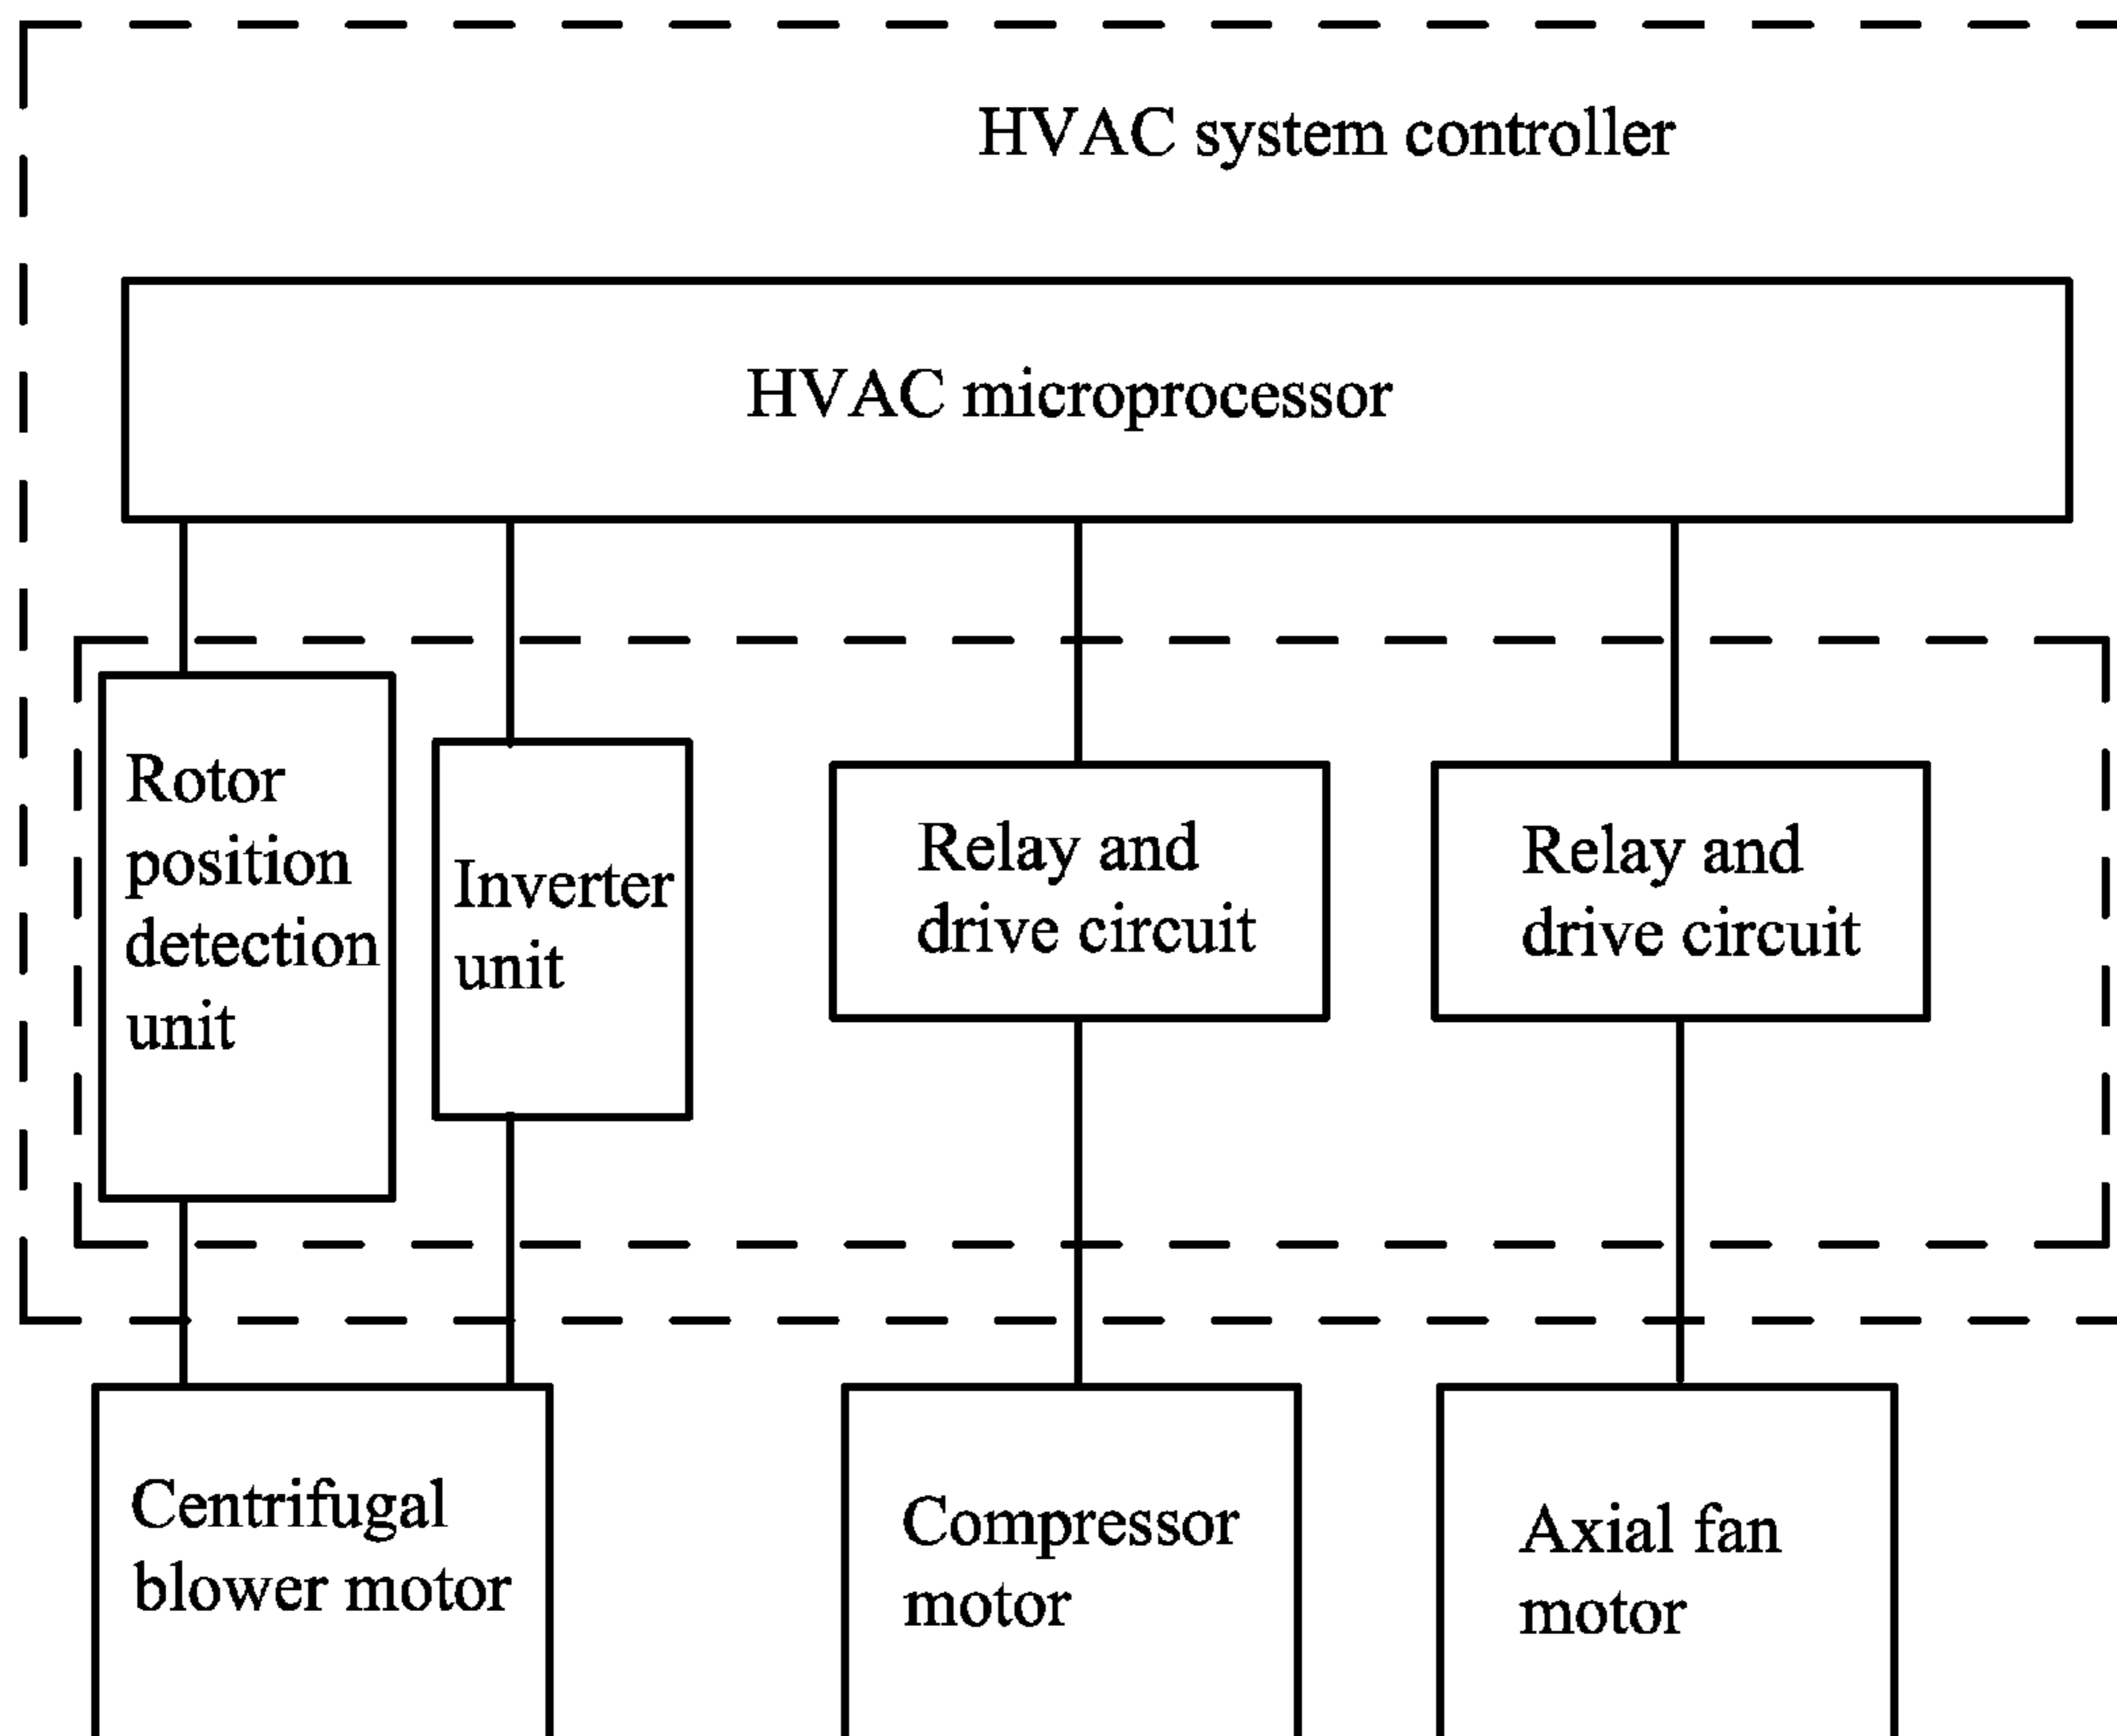 HVAC system controller
HVAC microprocessor
Rotor
position
detection
unit
Inverter
unit
Relay and
drive circuit
Relay and
drive circuit
Centrifugal
blower motor
Compressor
motor
Axial fan
motor